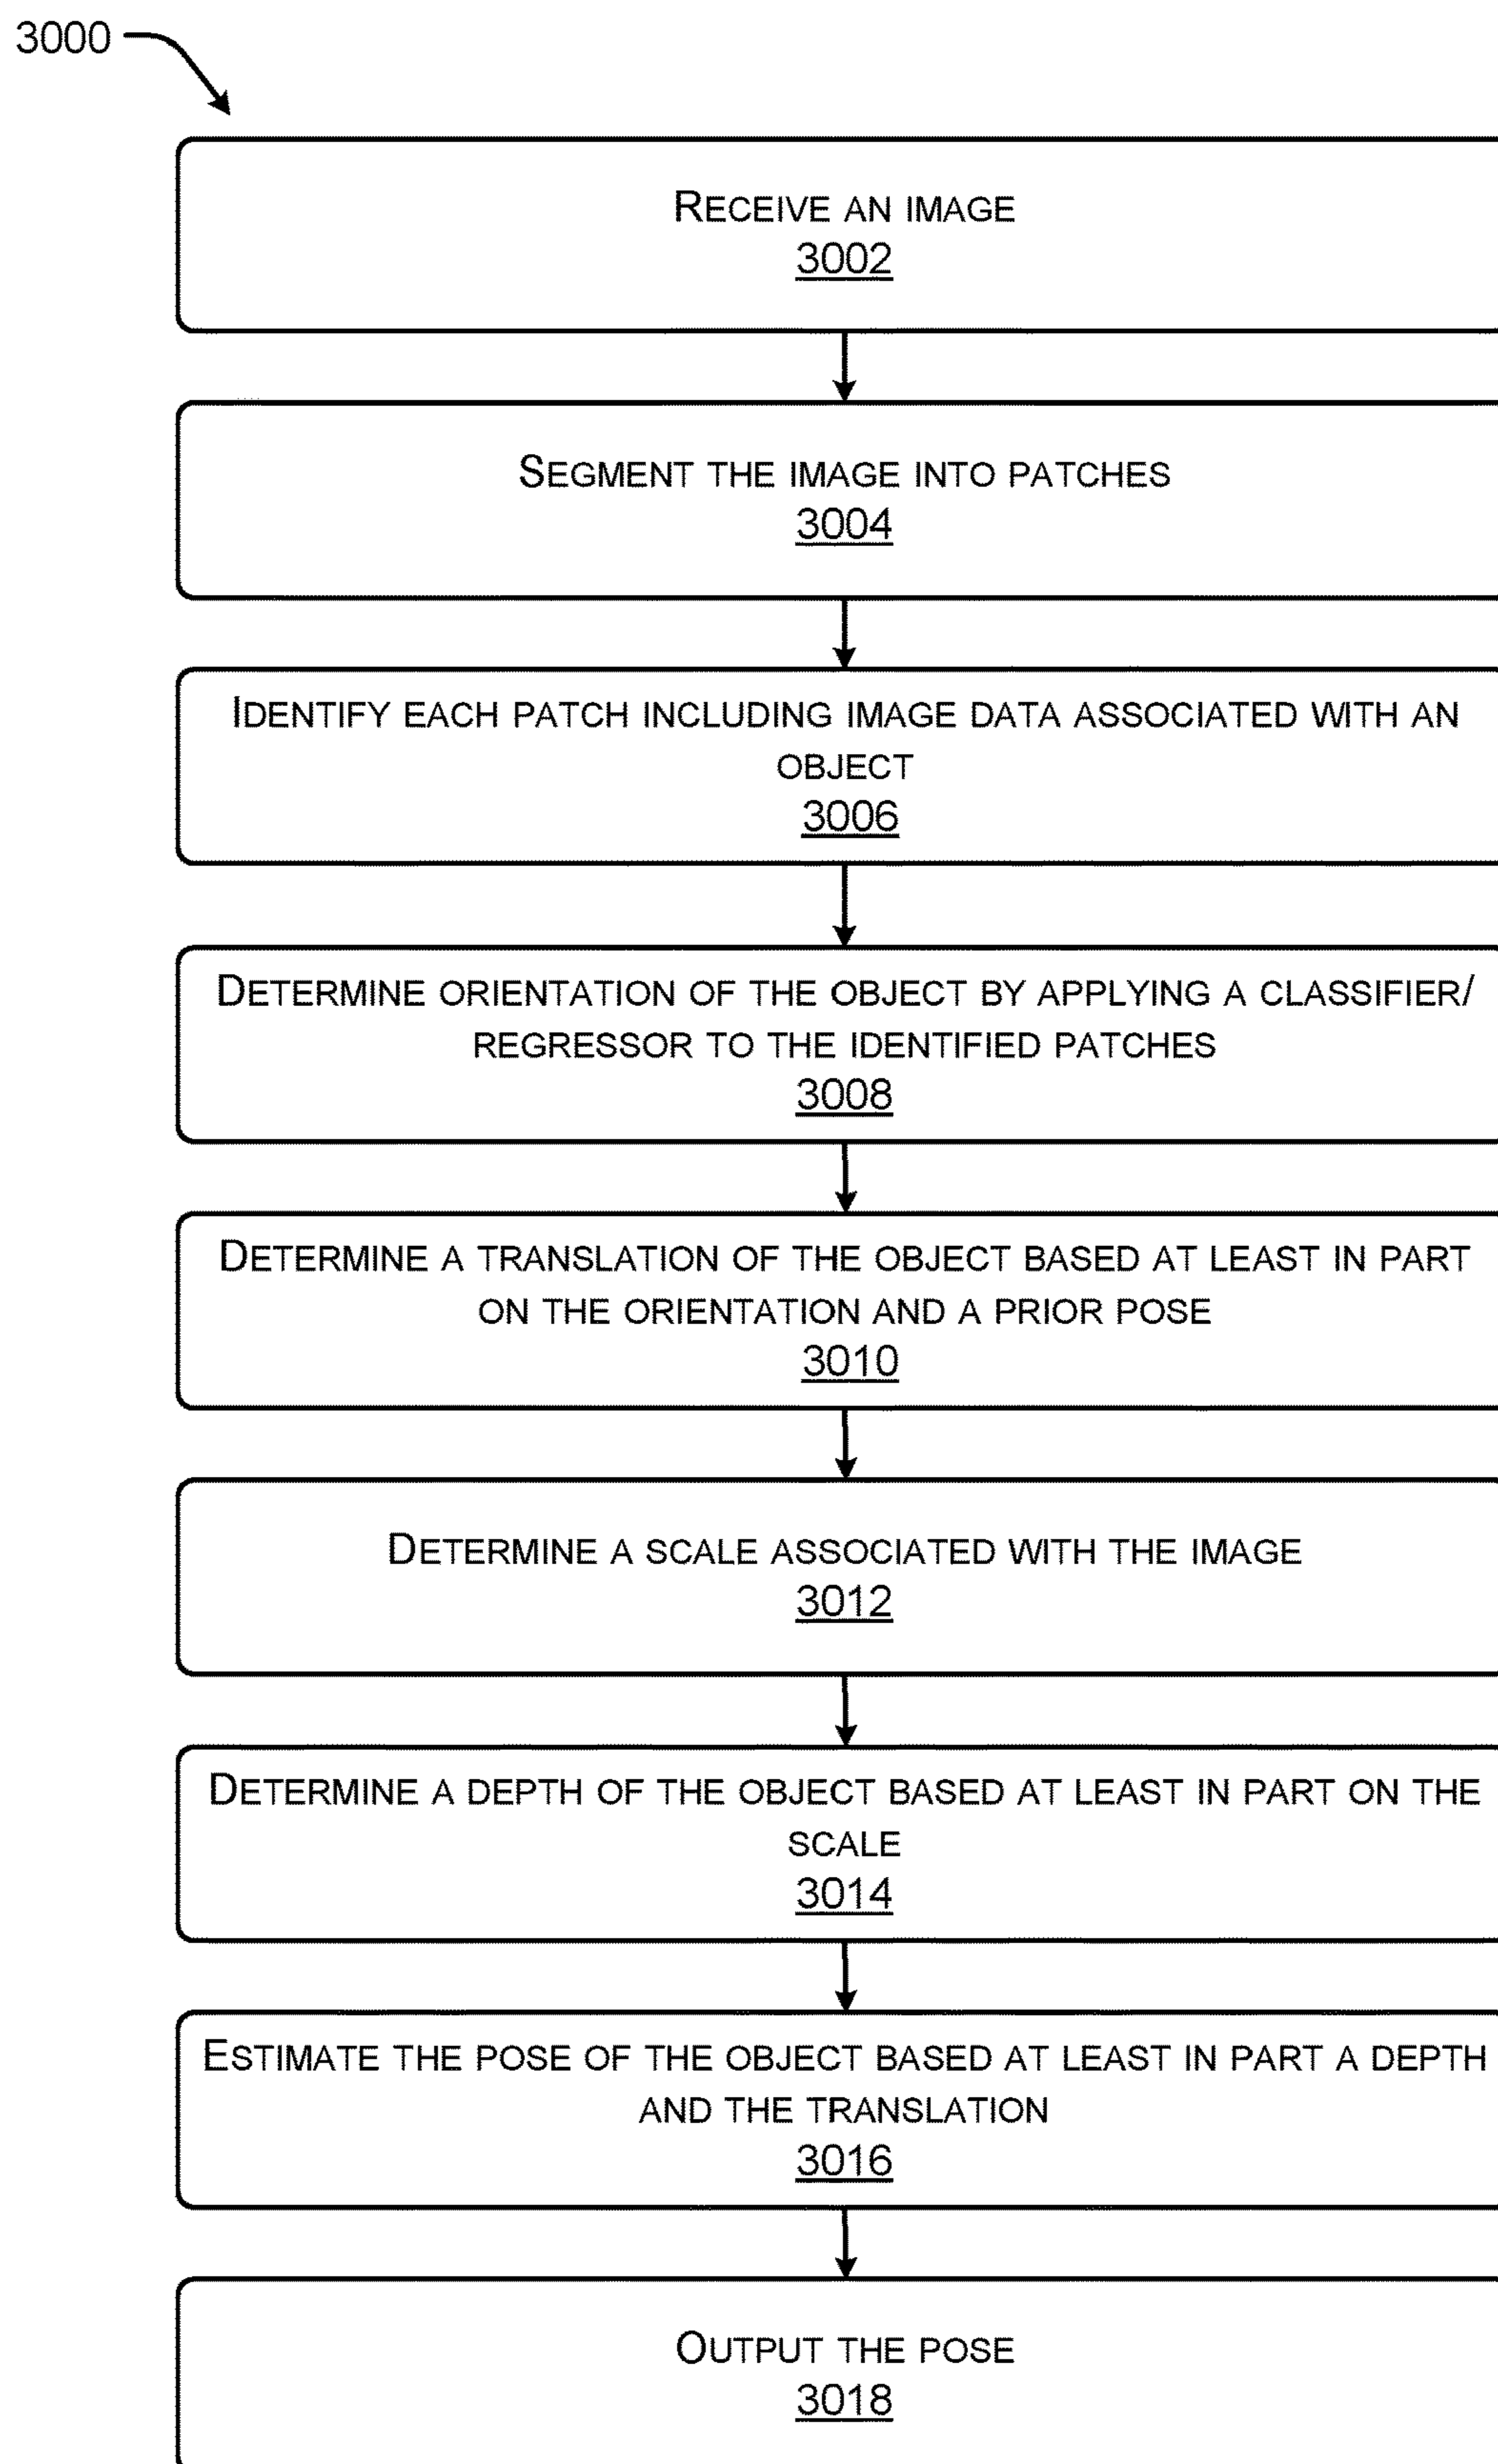 3000
RECEIVE AN IMAGE
3002
SEGMENT THE IMAGE INTO PATCHES
3004
IDENTIFY EACH PATCH INCLUDING IMAGE DATA ASSOCIATED WITH AN
OBJECT
3006
DETERMINE ORIENTATION OF THE OBJECT BY APPLYING A CLASSIFIER/
REGRESSOR TO THE IDENTIFIED PATCHES
3008
DETERMINE A TRANSLATION OF THE OBJECT BASED AT LEAST IN PART
ON THE ORIENTATION AND A PRIOR POSE
3010
DETERMINE A SCALE ASSOCIATED WITH THE IMAGE
3012
DETERMINE A DEPTH OF THE OBJECT BASED AT LEAST IN PART ON THE
SCALE
3014
ESTIMATE THE POSE OF THE OBJECT BASED AT LEAST IN PART A DEPTH
AND THE TRANSLATION
3016
OUTPUT THE POSE
3018